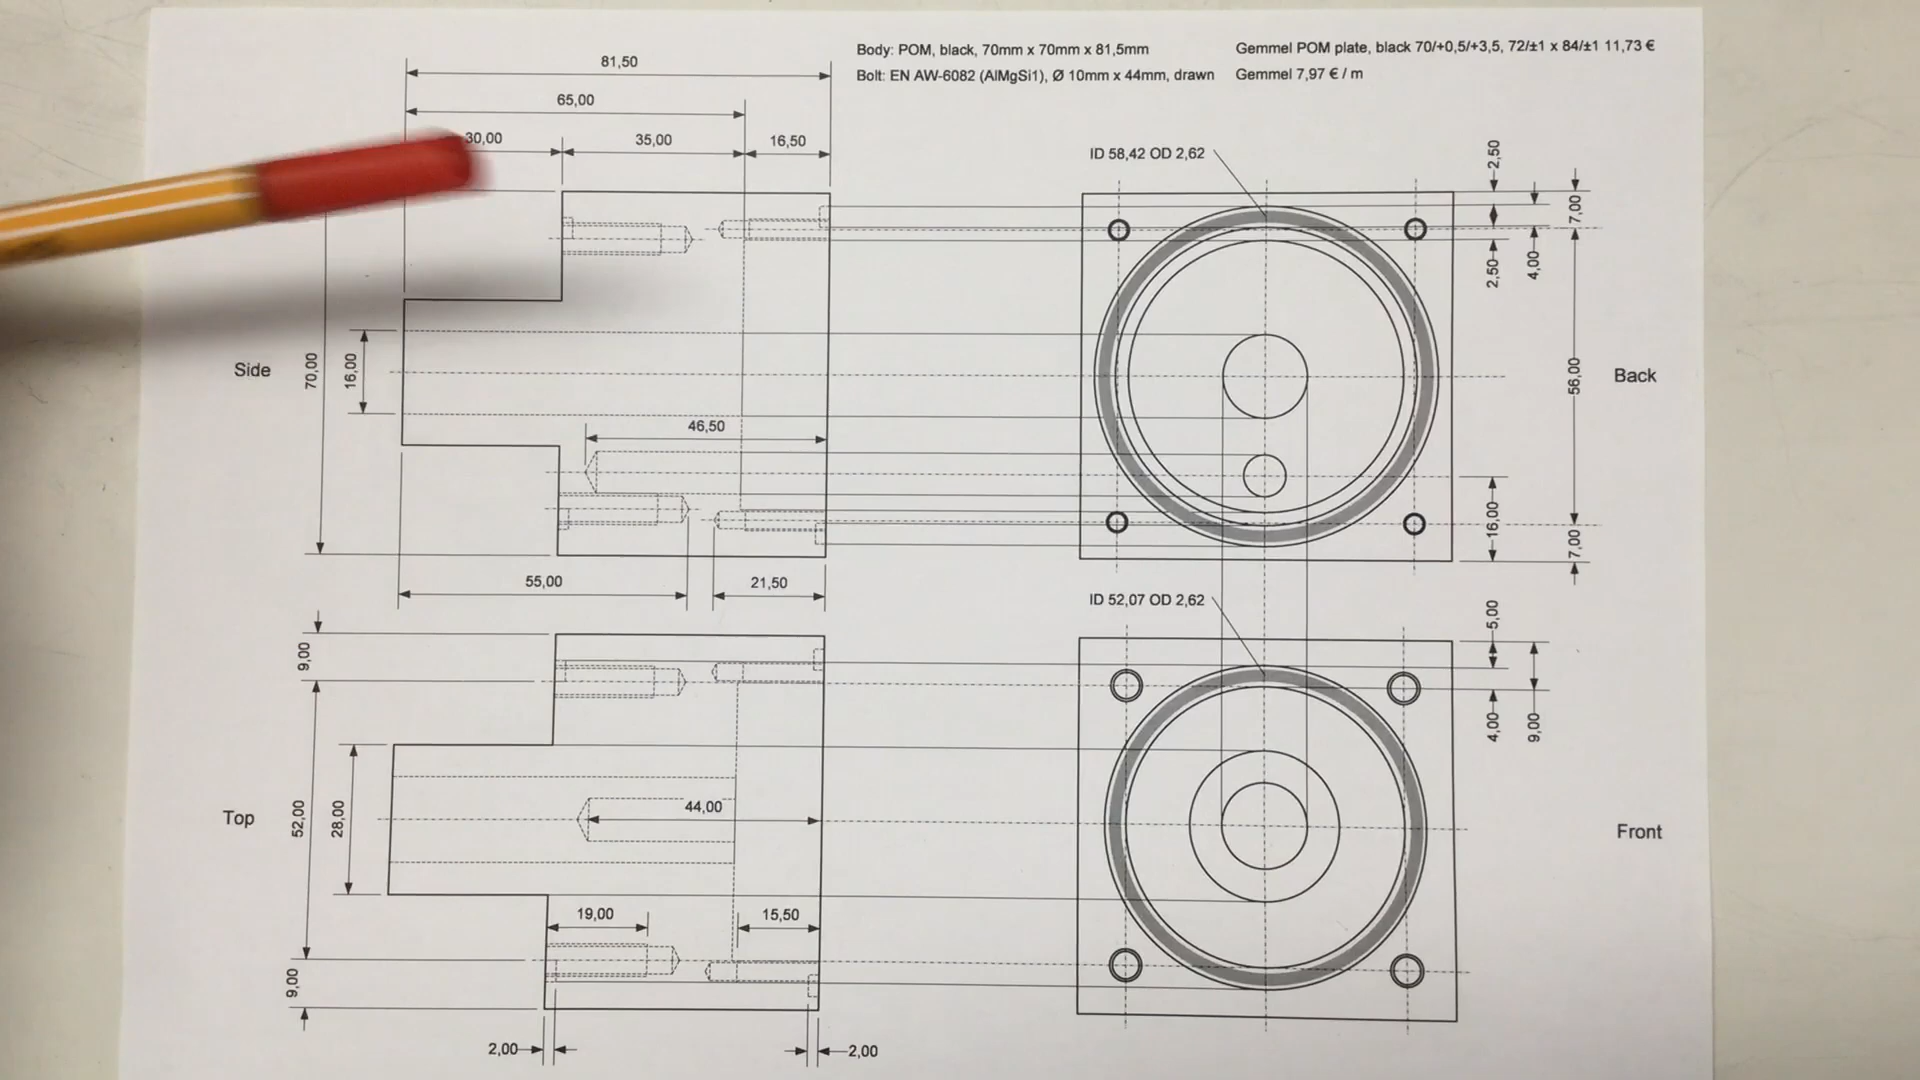 Body: POM, black, 70mm x 70mm x 81,5mm
Gemmel POM plate, black 70/+0,5/+3,5, 72/±1 x 84/±1 11,73 €
Bolt: EN AW-6082 (AlMgSi1), Ø 10mm x 44mm, drawn
Gemmel 7,97 € / m
81,50
65,00
30,00
35,00
16,50
ID 58,42 OD 2,62
2,50
7,00
2,50
4,00
Side
70,00
16,00
56,00
Back
46,50
16,00
7,00
55,00
21,50
ID 52,07 OD 2,62
5,00
9,00
4,00
9,00
Top
52,00
28,00
44,00
Front
19,00
15,50
9,00
2,00
2,00